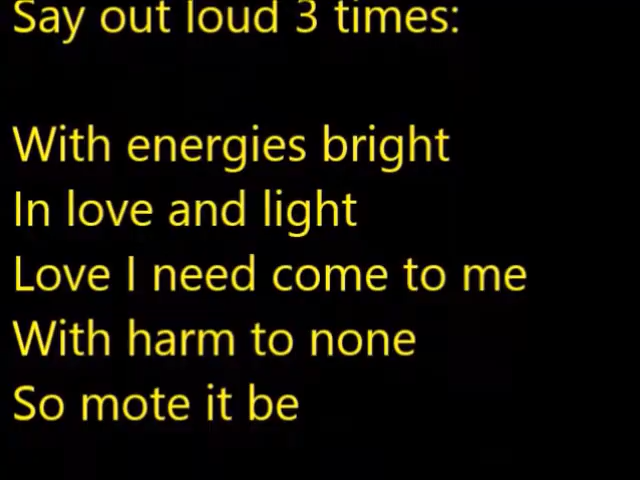 Say out loud 3 times:
With energies bright
In love and light
Love I need come to me
With harm to none
So mote it be